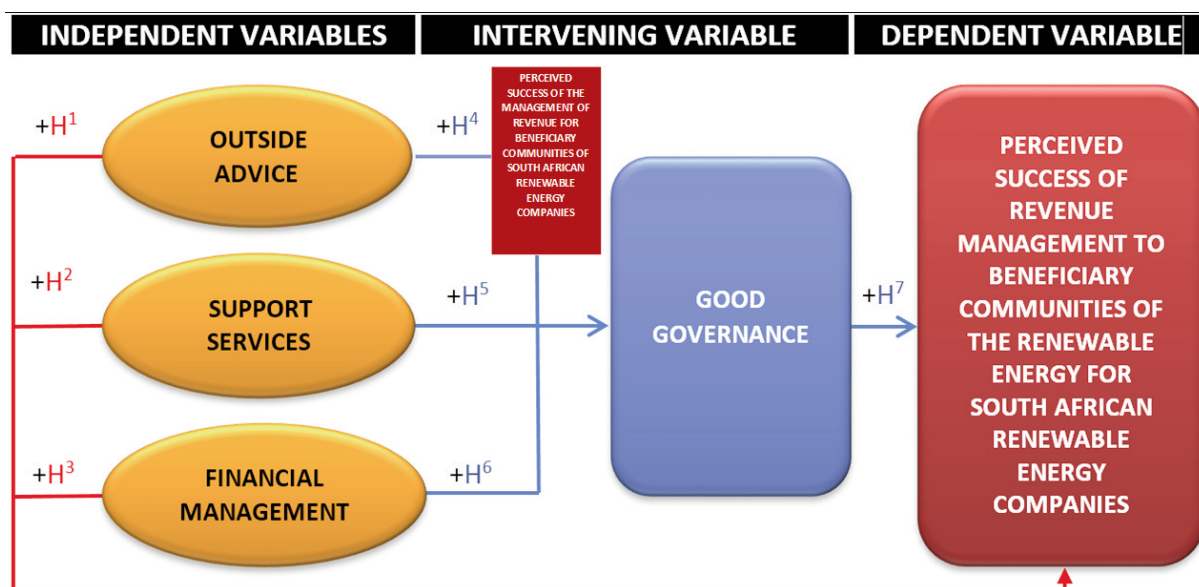 INDEPENDENT VARIABLES
INTERVENING VARIABLE
DEPENDENT VARIABLE
+H¹
OUTSIDE
ADVICE
+H⁴
PERCEIVED
SUCCESS OF THE
MANAGEMENT OF
REVENUE FOR
BENEFICIARY
COMMUNITIES OF
SOUTH AFRICAN
RENEWABLE
ENERGY
COMPANIES
+H²
SUPPORT
SERVICES
+H⁵
+H³
FINANCIAL
MANAGEMENT
+H⁶
GOOD
GOVERNANCE
+H⁷
PERCEIVED
SUCCESS OF
REVENUE
MANAGEMENT TO
BENEFICIARY
COMMUNITIES OF
THE RENEWABLE
ENERGY FOR
SOUTH AFRICAN
RENEWABLE
ENERGY
COMPANIES